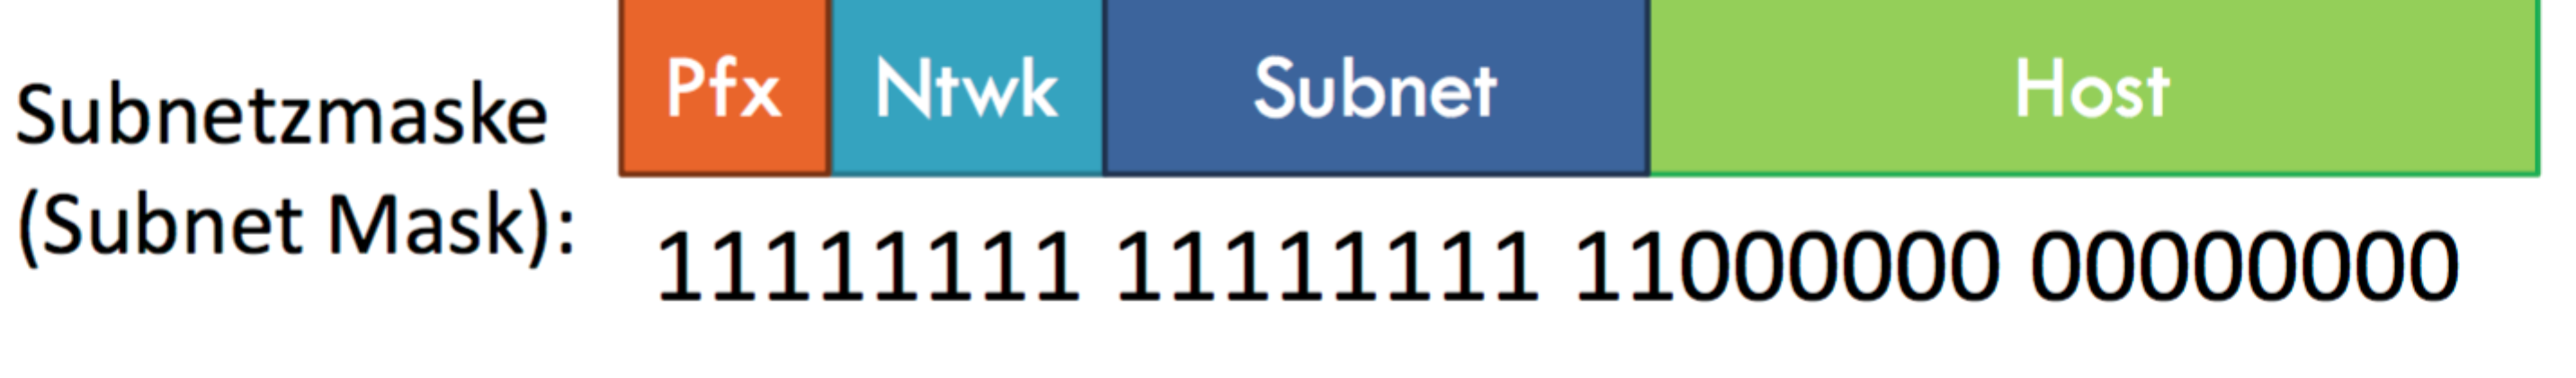 Pfx Ntwk Subnet Host
Subnetzmaske
(Subnet Mask):
11111111 11111111 11000000 00000000